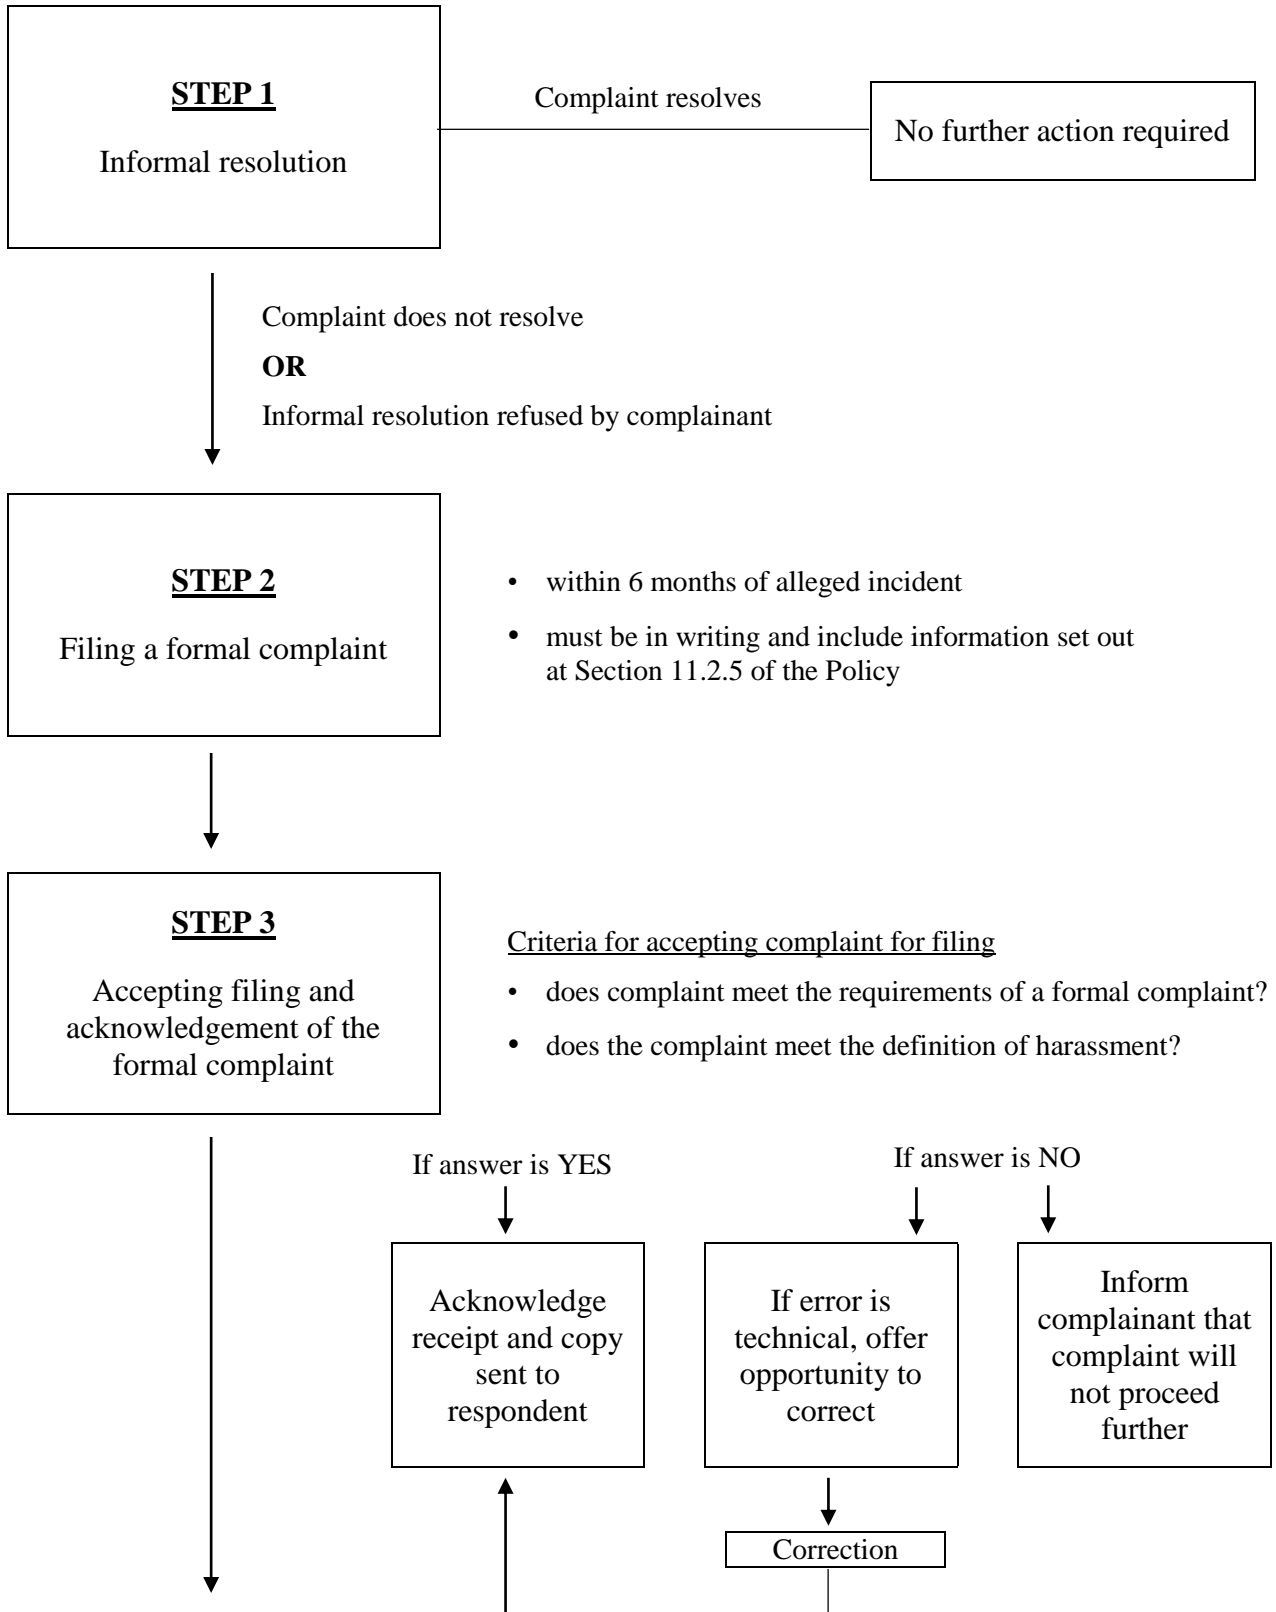 STEP 1
Informal resolution
Complaint resolves
No further action required
Complaint does not resolve
OR
Informal resolution refused by complainant
STEP 2
Filing a formal complaint
• within 6 months of alleged incident
• must be in writing and include information set out
at Section 11.2.5 of the Policy
STEP 3
Accepting filing and
acknowledgement of the
formal complaint
Criteria for accepting complaint for filing
• does complaint meet the requirements of a formal complaint?
• does the complaint meet the definition of harassment?
If answer is YES
If answer is NO
Acknowledge
receipt and copy
sent to
respondent
If error is
technical, offer
opportunity to
correct
Inform
complainant that
complaint will
not proceed
further
Correction